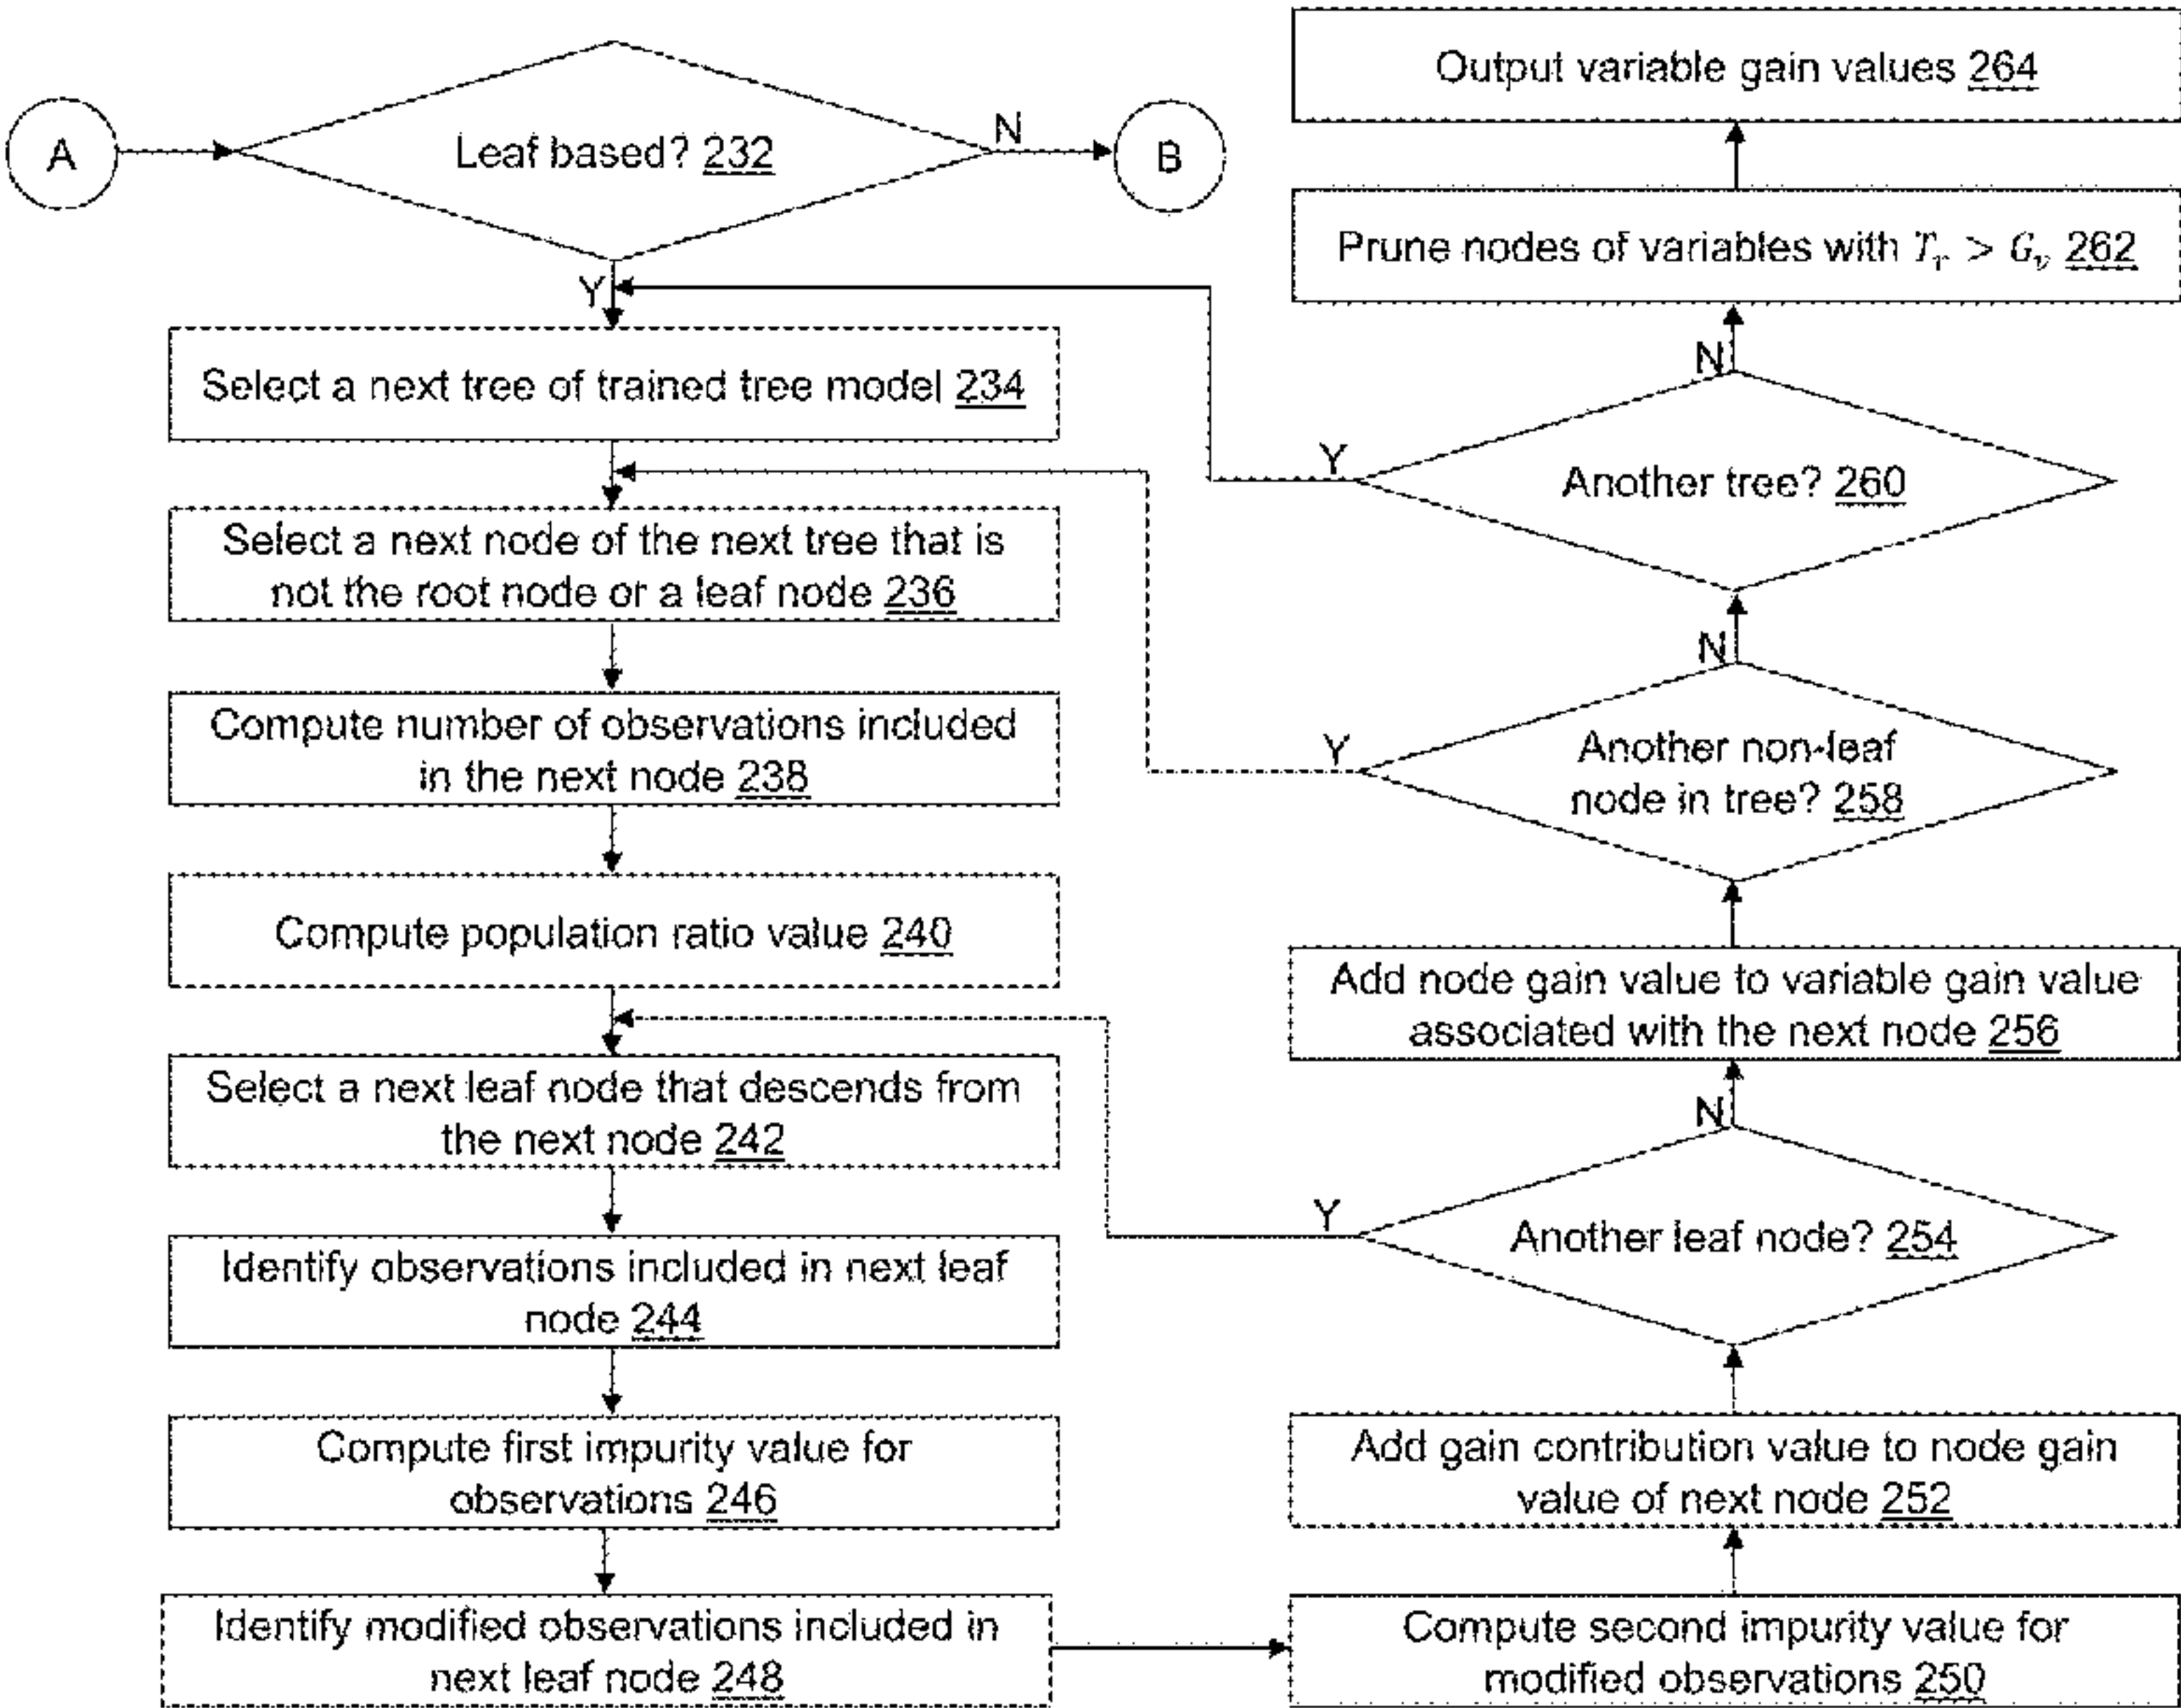 A
Leaf based? 232
N
B
Y
Select a next tree of trained tree model 234
Select a next node of the next tree that is
not the root node or a leaf node 236
Compute number of observations included
in the next node 238
Compute population ratio value 240
Select a next leaf node that descends from
the next node 242
Identify observations included in next leaf
node 244
Compute first impurity value for
observations 246
Identify modified observations included in
next leaf node 248
Output variable gain values 264
Prune nodes of variables with Tᵣ > Gᵥ 262
N
Y
Another tree? 260
N
Y
Another non-leaf
node in tree? 258
Add node gain value to variable gain value
associated with the next node 256
N
Y
Another leaf node? 254
Add gain contribution value to node gain
value of next node 252
Compute second impurity value for
modified observations 250